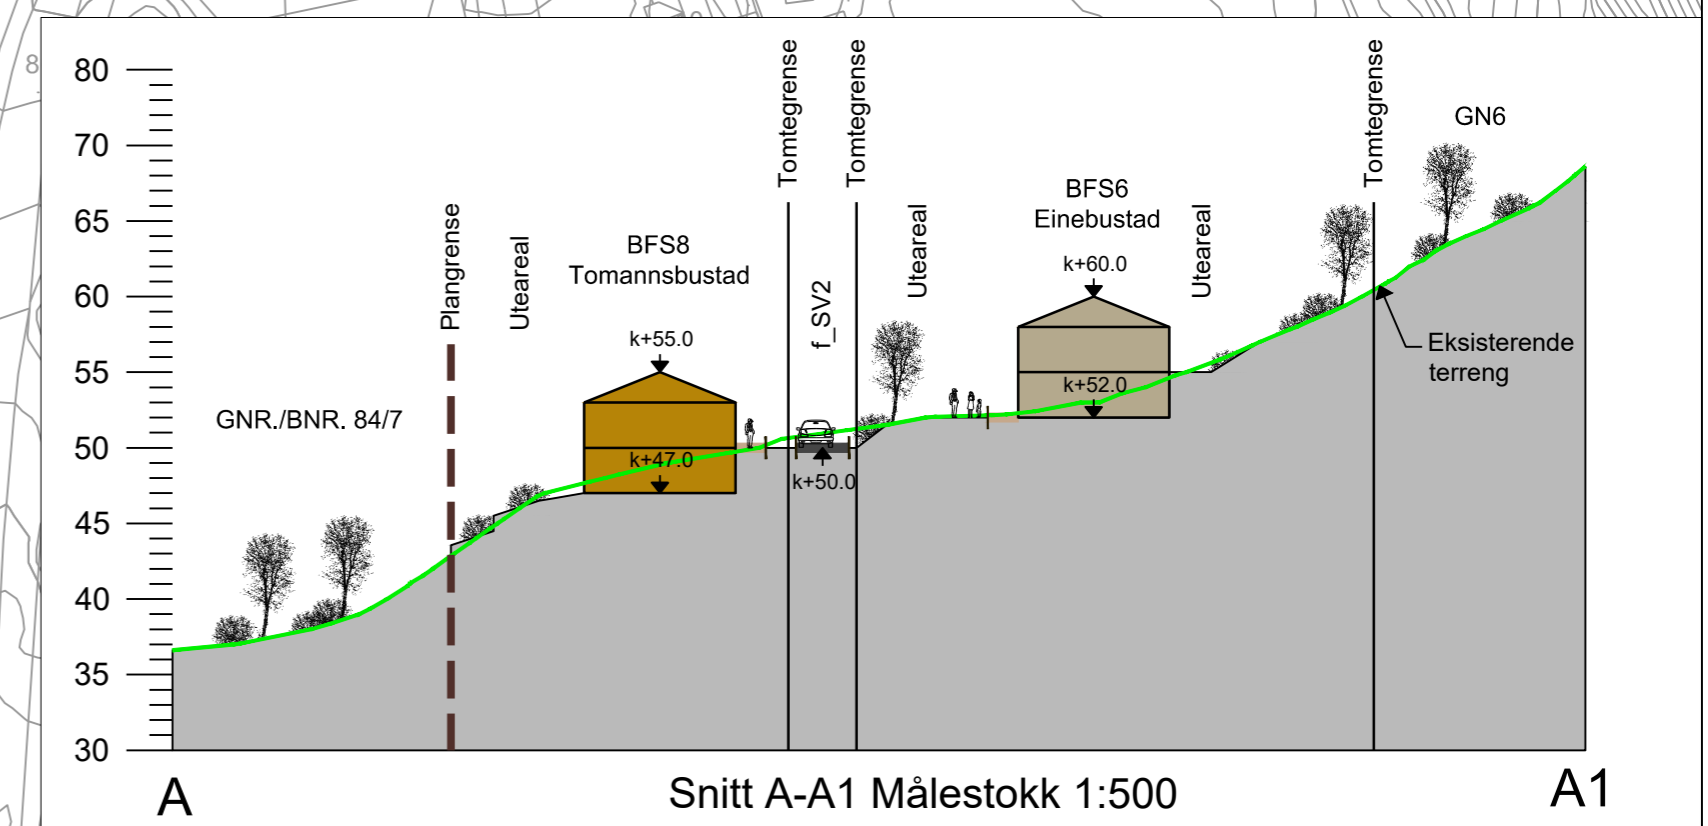 8
80
70
65
60
55
50
45
40
35
30
Tomtegrense
Tomtegrense
Tomtegrense
GN6
Plangrense
Uteareal
BFS8
Tomannsbustad
k+55.0
k+47.0
f_SV2
k+50.0
Uteareal
BFS6
Einebustad
k+60.0
k+52.0
Uteareal
Eksisterende
terreng
GNR./BNR. 84/7
A
Snitt A-A1 Målestokk 1:500
A1